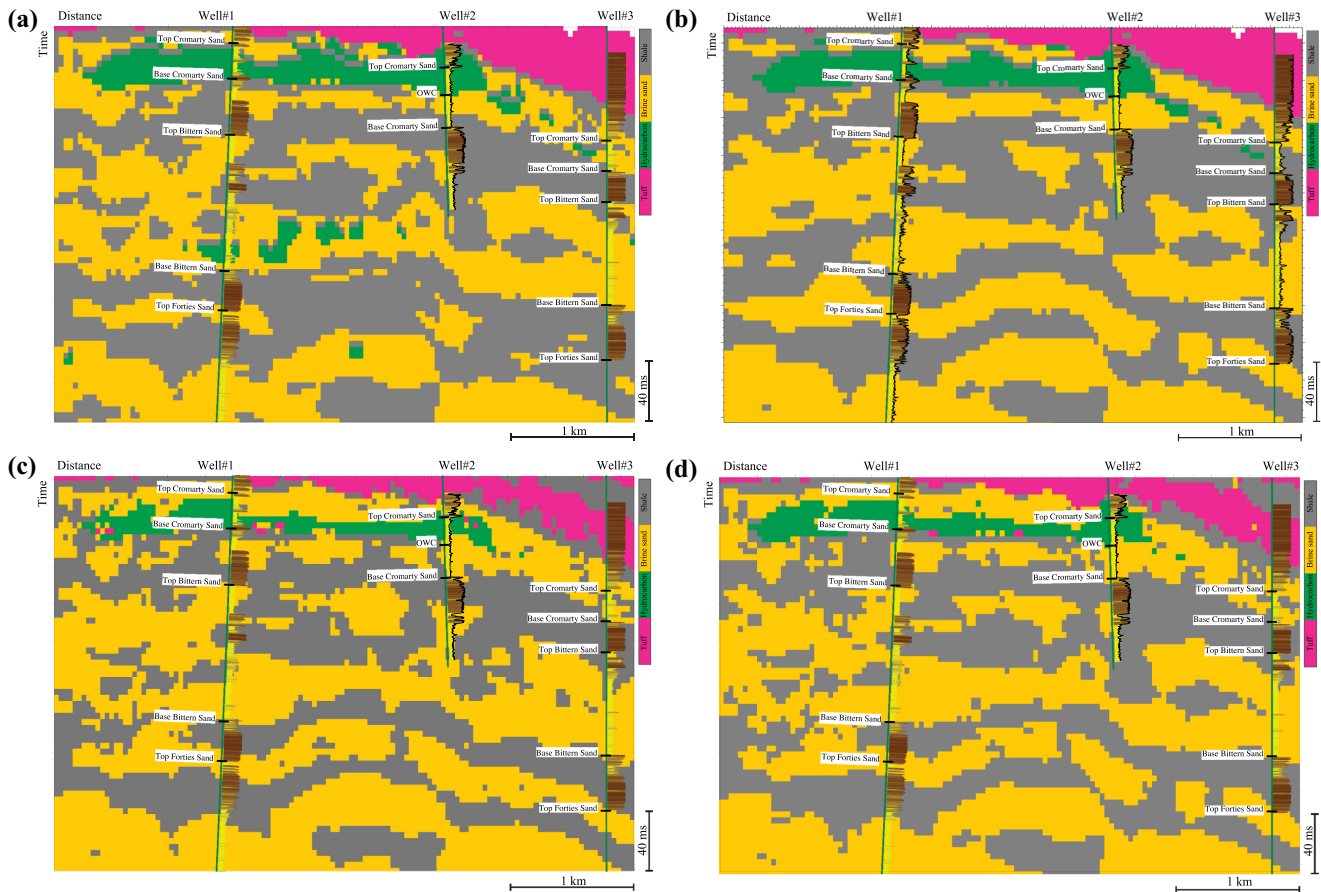 (a)
Distance
Well#1
Well#2
Well#3
Time
Top Cromarty Sand
Base Cromarty Sand
Top Bittern Sand
Base Bittern Sand
Top Forties Sand
Top Cromarty Sand
OWC
Base Cromarty Sand
Top Cromarty Sand
Base Cromarty Sand
Top Bittern Sand
Base Bittern Sand
Top Forties Sand
Shale
Brine sand
Hydrocarbon
Tuff
40 ms
1 km
(b)
Distance
Well#1
Well#2
Well#3
Time
Top Cromarty Sand
Base Cromarty Sand
Top Bittern Sand
Base Bittern Sand
Top Forties Sand
Top Cromarty Sand
OWC
Base Cromarty Sand
Top Cromarty Sand
Base Cromarty Sand
Top Bittern Sand
Base Bittern Sand
Top Forties Sand
Shale
Brine sand
Hydrocarbon
Tuff
40 ms
1 km
(c)
Distance
Well#1
Well#2
Well#3
Time
Top Cromarty Sand
Base Cromarty Sand
Top Bittern Sand
Base Bittern Sand
Top Forties Sand
Top Cromarty Sand
OWC
Base Cromarty Sand
Top Cromarty Sand
Base Cromarty Sand
Top Bittern Sand
Base Bittern Sand
Top Forties Sand
Shale
Brine sand
Hydrocarbon
Tuff
40 ms
1 km
(d)
Distance
Well#1
Well#2
Well#3
Time
Top Cromarty Sand
Base Cromarty Sand
Top Bittern Sand
Base Bittern Sand
Top Forties Sand
Top Cromarty Sand
OWC
Base Cromarty Sand
Top Cromarty Sand
Base Cromarty Sand
Top Bittern Sand
Base Bittern Sand
Top Forties Sand
Shale
Brine sand
Hydrocarbon
Tuff
40 ms
1 km